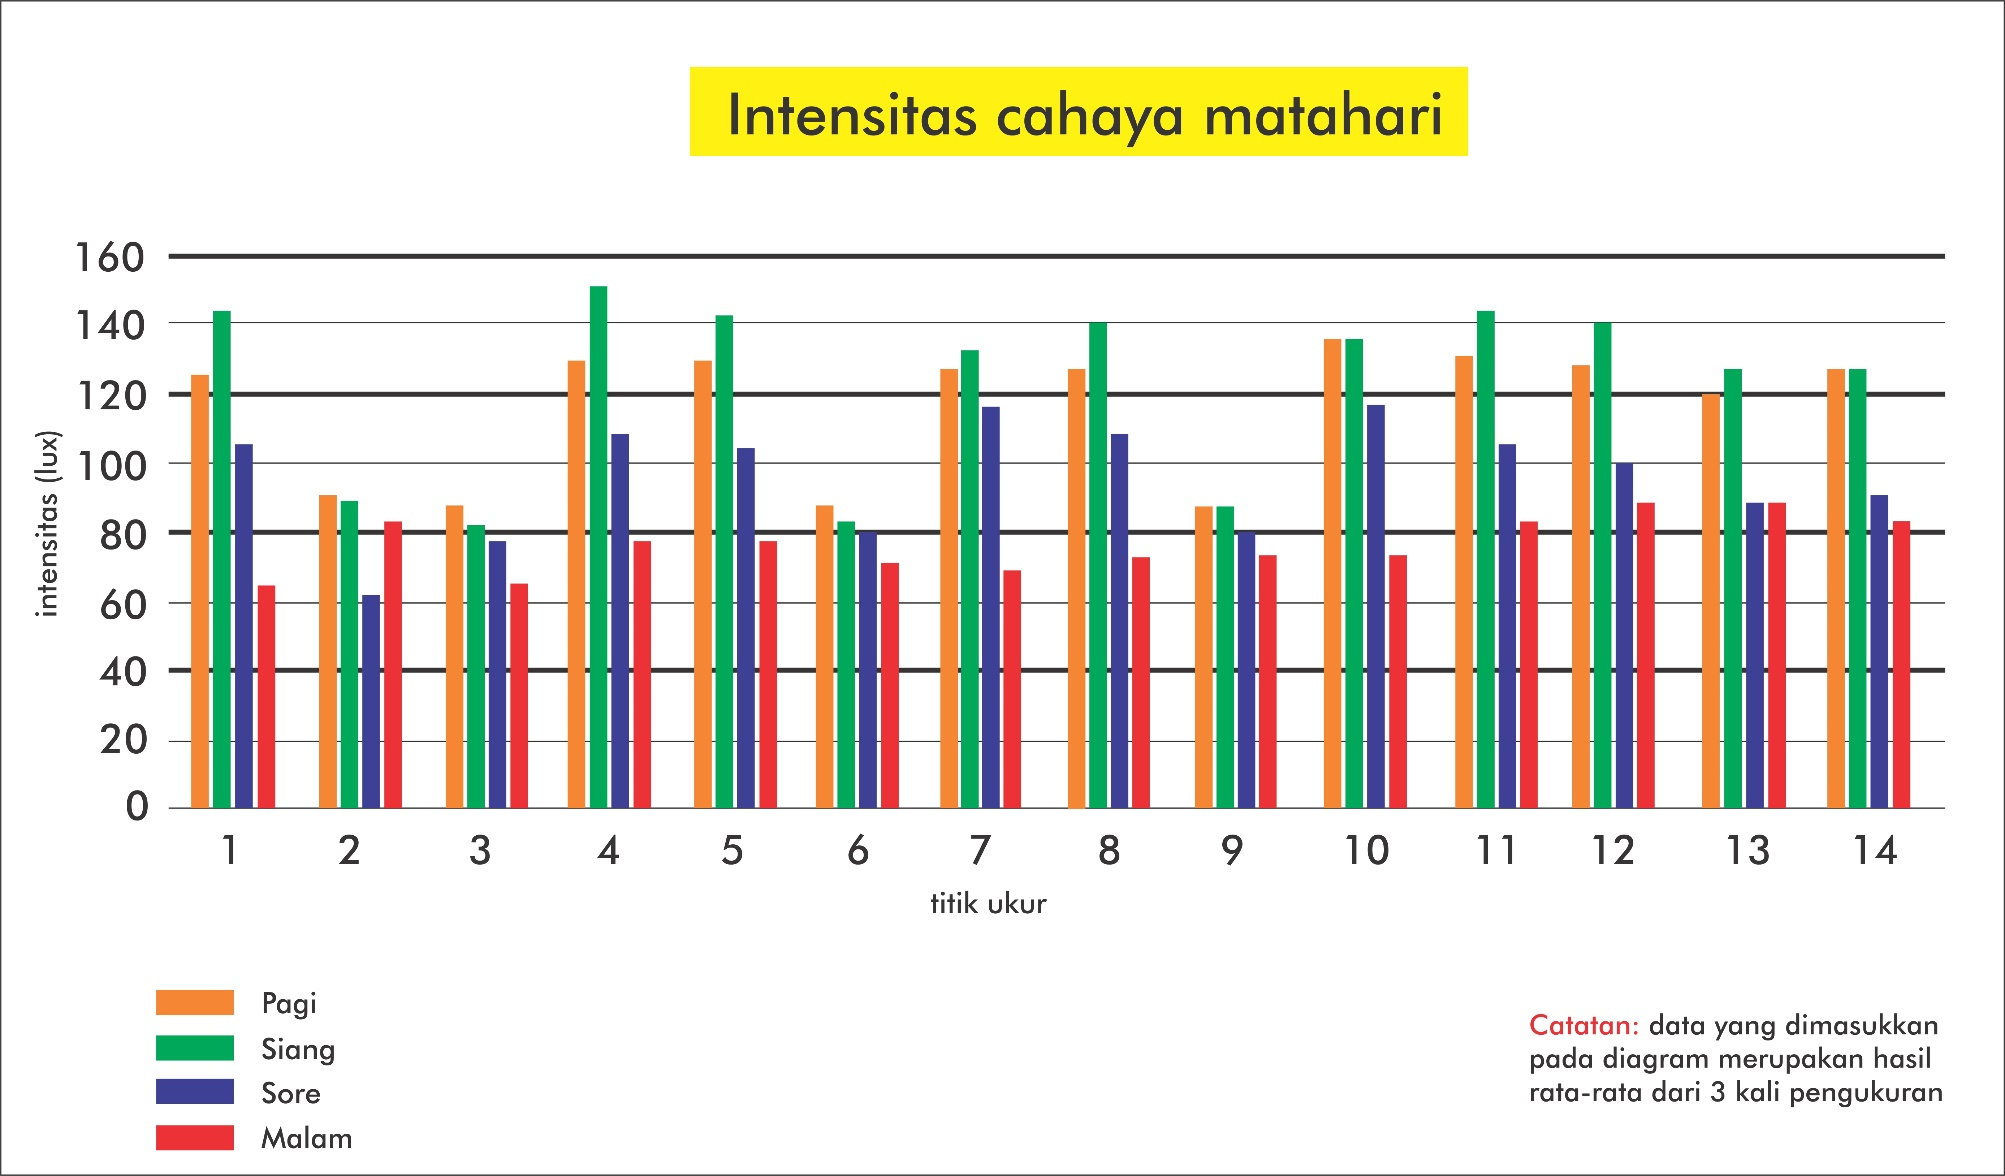 Intensitas cahaya matahari
160
140
120
100
80
60
40
20
0
intensitas (lux)
1 2 3 4 5 6 7 8 9 10 11 12 13 14
titik ukur
Pagi
Siang
Sore
Malam
Catatan: data yang dimasukkan
pada diagram merupakan hasil
rata-rata dari 3 kali pengukuran